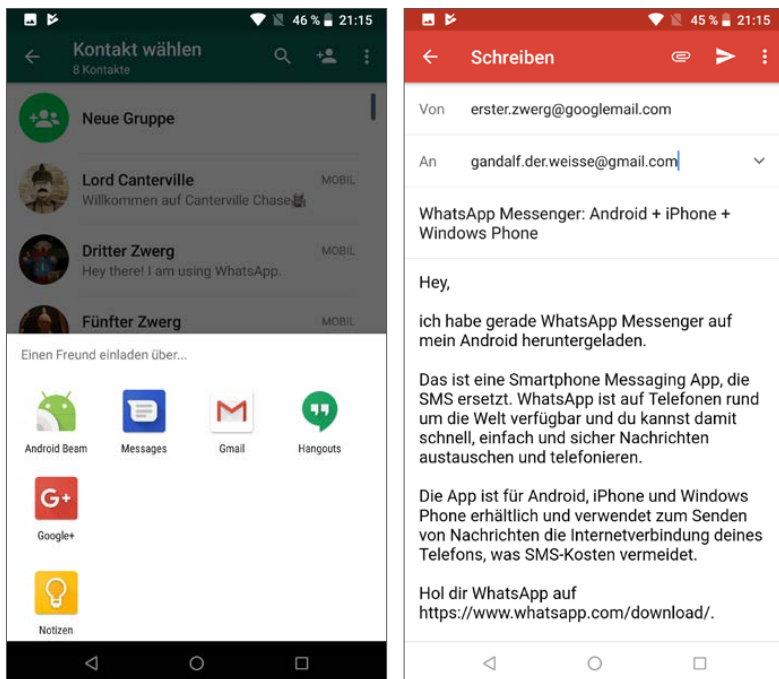 46 % 21:15
Kontakt wählen
8 Kontakte
Neue Gruppe
Lord Canterville MOBIL
Willkommen auf Canterville Chase
Dritter Zwerg MOBIL
Hey there! I am using WhatsApp.
Fünfter Zwerg MOBIL
Einen Freund einladen über...
Android Beam Messages Gmail Hangouts
G+
Google+
Notizen
45 % 21:15
Schreiben
Von erster.zwerg@googlemail.com
An gandalf.der.weisse@gmail.com
WhatsApp Messenger: Android + iPhone +
Windows Phone
Hey,
ich habe gerade WhatsApp Messenger auf
mein Android heruntergeladen.
Das ist eine Smartphone Messaging App, die
SMS ersetzt. WhatsApp ist auf Telefonen rund
um die Welt verfügbar und du kannst damit
schnell, einfach und sicher Nachrichten
austauschen und telefonieren.
Die App ist für Android, iPhone und Windows
Phone erhältlich und verwendet zum Senden
von Nachrichten die Internetverbindung deines
Telefons, was SMS-Kosten vermeidet.
Hol dir WhatsApp auf
https://www.whatsapp.com/download/.